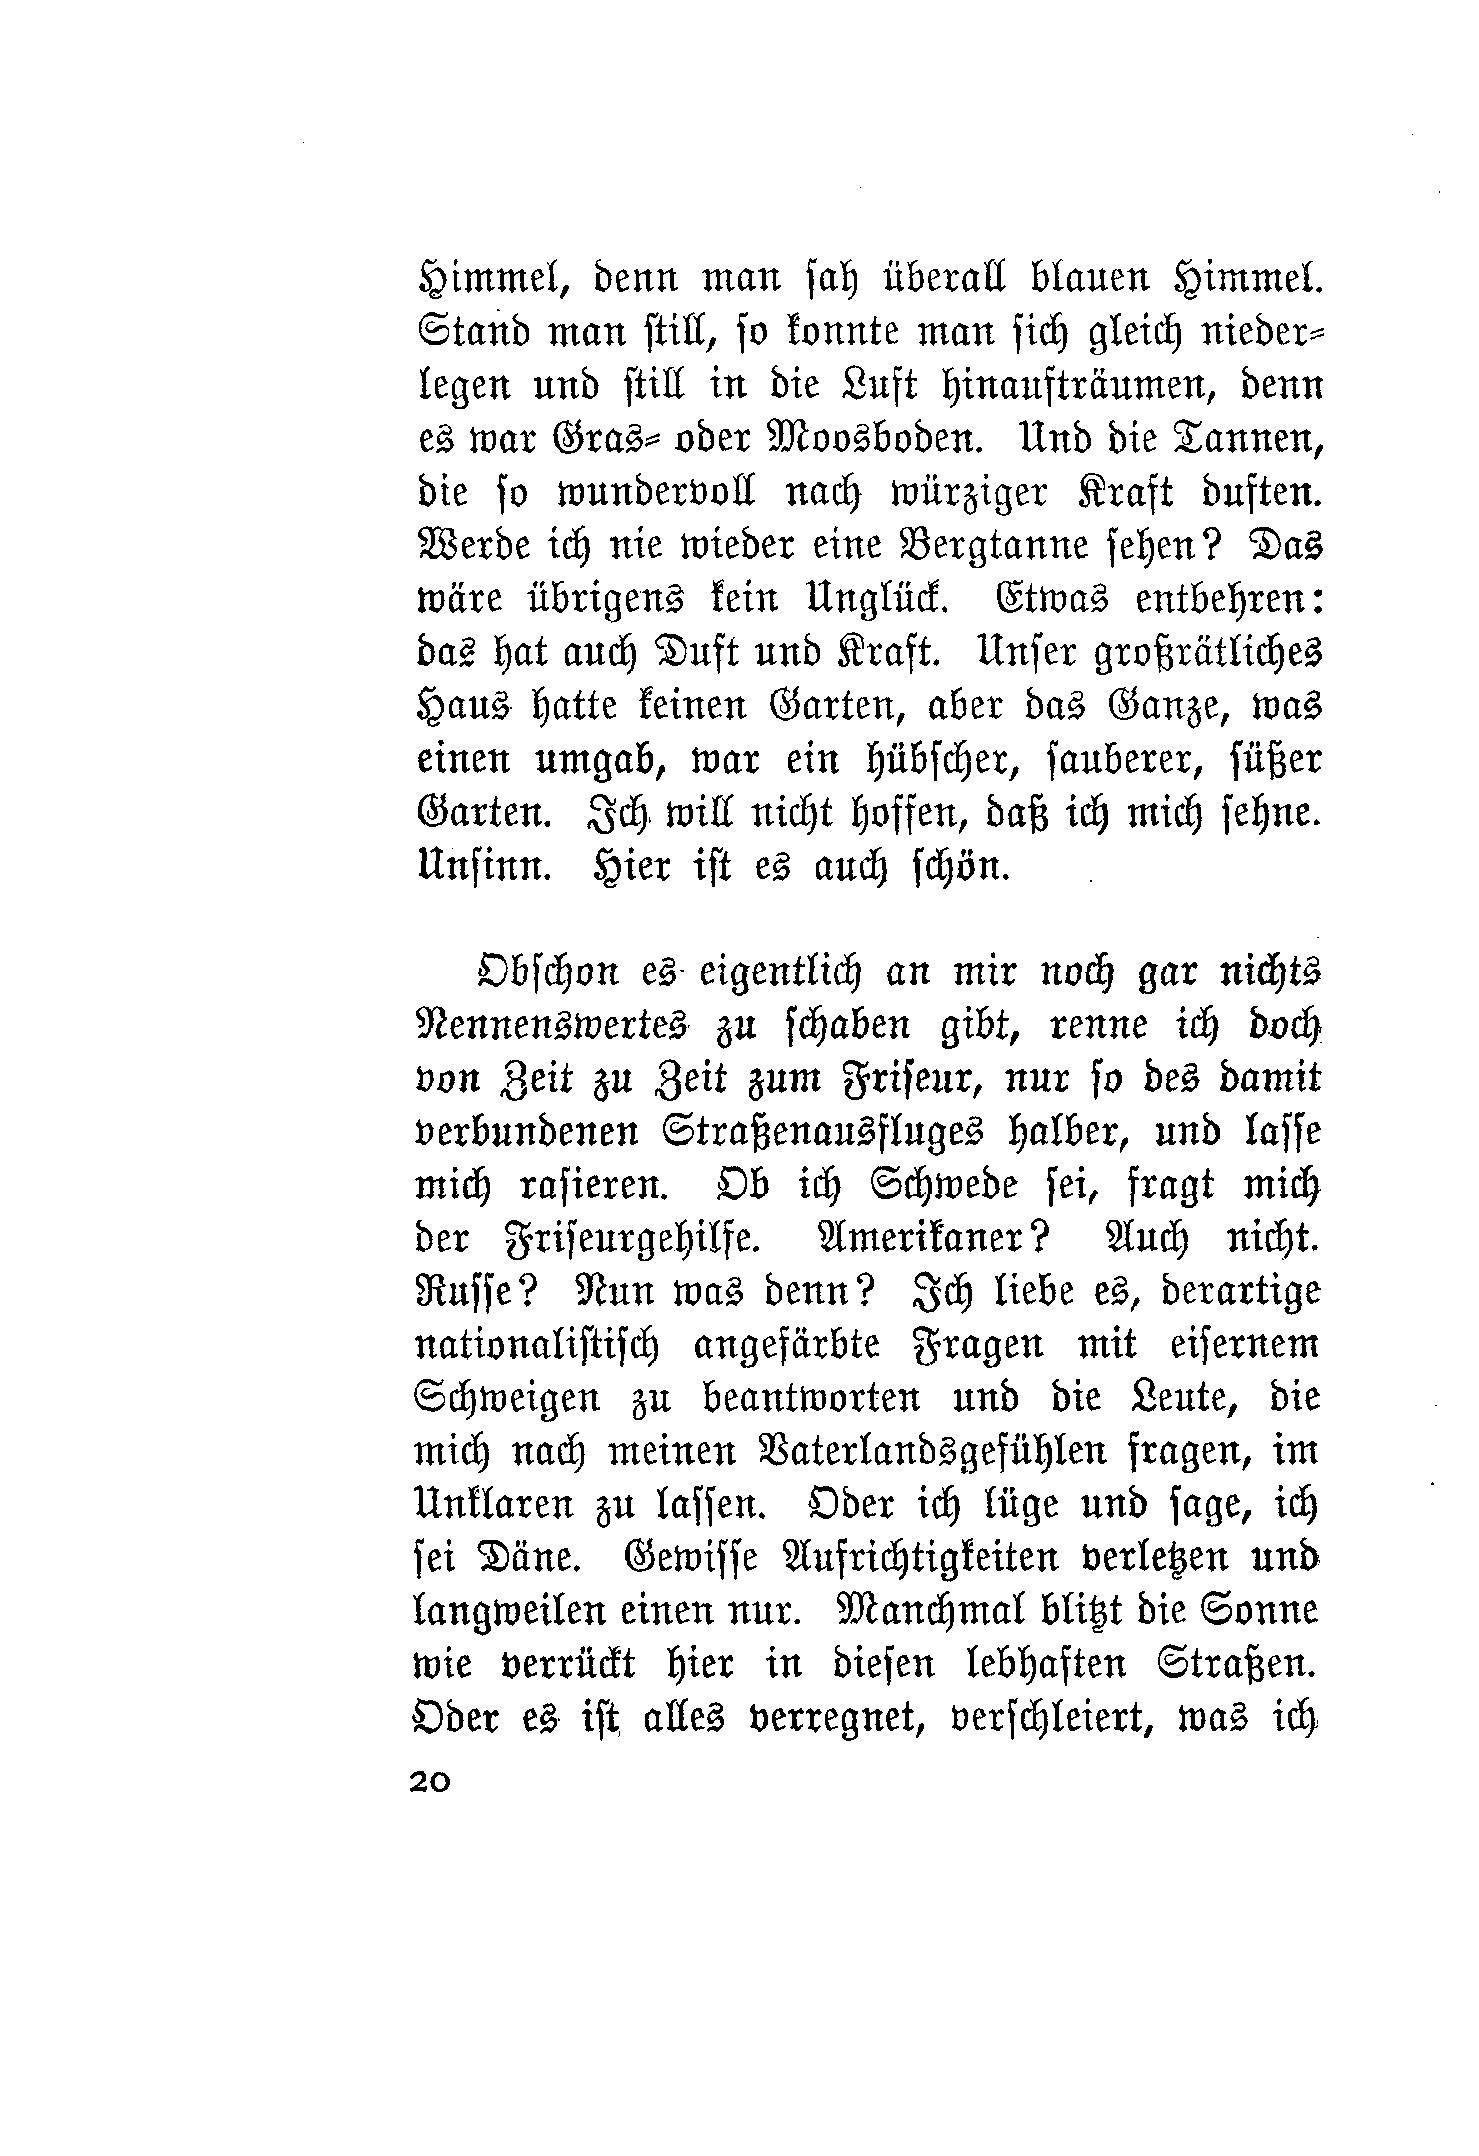 Himmel, denn man sah überall blauen Himmel.
Stand man still, so konnte man sich gleich nieder-
legen und still in die Luft hinaufträumen, denn
es war Gras- oder Moosboden. Und die Tannen,
die so wundervoll nach würziger Kraft duften.
Werde ich nie wieder eine Bergtanne sehen? Das
wäre übrigens kein Unglück. Etwas entbehren:
das hat auch Duft und Kraft. Unser großrätliches
Haus hatte keinen Garten, aber das Ganze, was
einen umgab, war ein hübscher, sauberer, süßer
Garten. Ich will nicht hoffen, daß ich mich sehne.
Unsinn. Hier ist es auch schön.
Obschon es eigentlich an mir noch gar nichts
Nennenswertes zu schaben gibt, renne ich doch
von Zeit zu Zeit zum Friseur, nur so des damit
verbundenen Straßenausfluges halber, und lasse
mich rasieren. Ob ich Schwede sei, fragt mich
der Friseurgehilfe. Amerikaner? Auch nicht.
Russe? Nun was denn? Ich liebe es, derartige
nationalistisch angefärbte Fragen mit eisernem
Schweigen zu beantworten und die Leute, die
mich nach meinen Vaterlandsgefühlen fragen, im
Unklaren zu lassen. Oder ich lüge und sage, ich
sei Däne. Gewisse Aufrichtigkeiten verletzen und
langweilen einen nur. Manchmal blitzt die Sonne
wie verrückt hier in diesen lebhaften Straßen.
Oder es ist alles verregnet, verschleiert, was ich
20